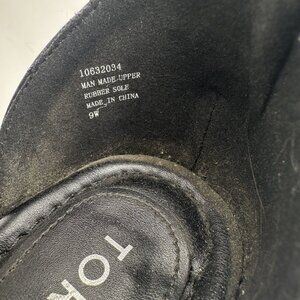 10632034
MAN MADE-UPPER
RUBBER SOLE
MADE IN CHINA
9W
TOR